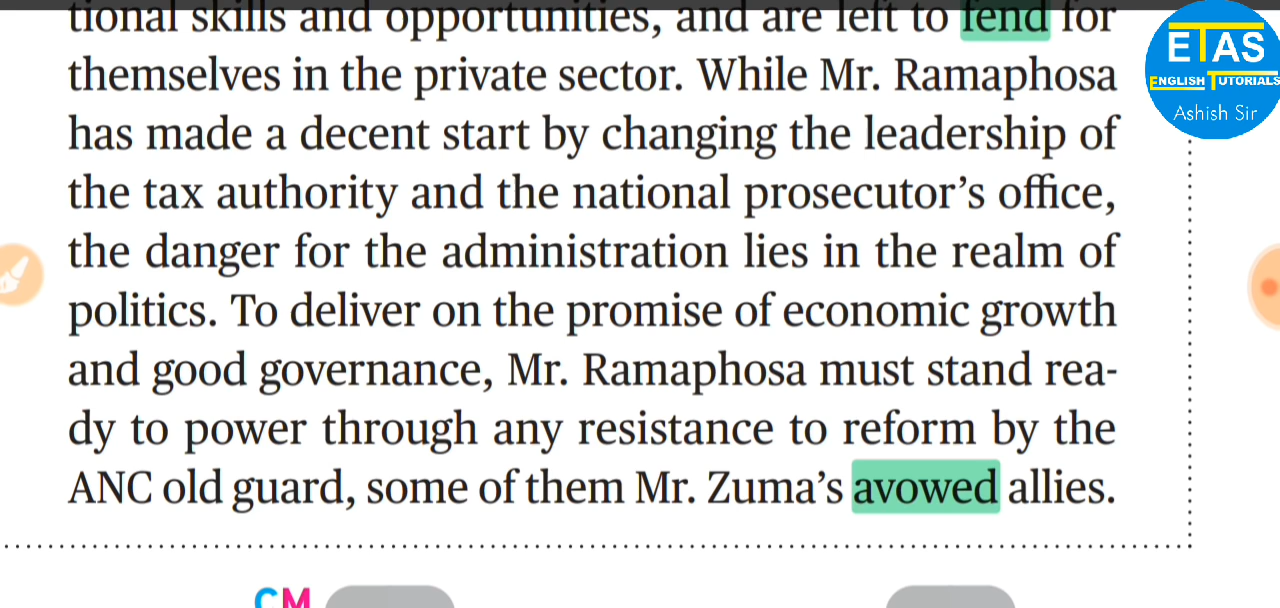 tional skills and opportunities, and are left to fend for
themselves in the private sector. While Mr. Ramaphosa
has made a decent start by changing the leadership of
the tax authority and the national prosecutor’s office,
the danger for the administration lies in the realm of
politics. To deliver on the promise of economic growth
and good governance, Mr. Ramaphosa must stand rea-
dy to power through any resistance to reform by the
ANC old guard, some of them Mr. Zuma’s avowed allies.
ETAS
ENGLISH TUTORIALS
Ashish Sir
CM